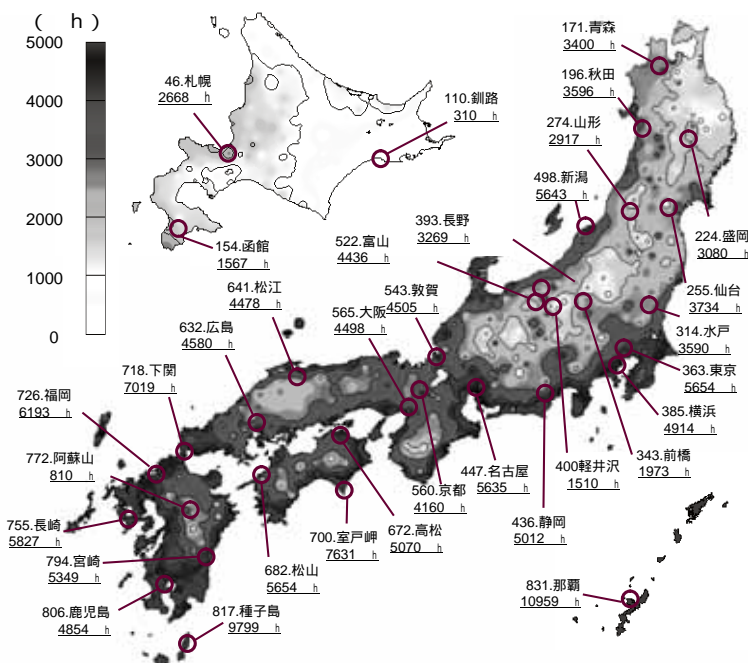 ( h)
5000
4000
3000
2000
1000
0
46.札幌
2668 h
110.釧路
310 h
154.函館
1567 h
171.青森
3400 h
196.秋田
3596 h
274.山形
2917 h
498.新潟
5643 h
393.長野
3269 h
522.富山
4436 h
543.敦賀
4505 h
565.大阪
4498 h
641.松江
4478 h
632.広島
4580 h
718.下関
7019 h
726.福岡
6193 h
772.阿蘇山
810 h
755.長崎
5827 h
794.宮崎
5349 h
806.鹿児島
4854 h
817.種子島
9799 h
682.松山
5654 h
700.室戸岬
7631 h
672.高松
5070 h
560.京都
4160 h
447.名古屋
5635 h
436.静岡
5012 h
400軽井沢
1510 h
343.前橋
1973 h
385.横浜
4914 h
363.東京
5654 h
314.水戸
3590 h
255.仙台
3734 h
224.盛岡
3080 h
831.那覇
10959 h